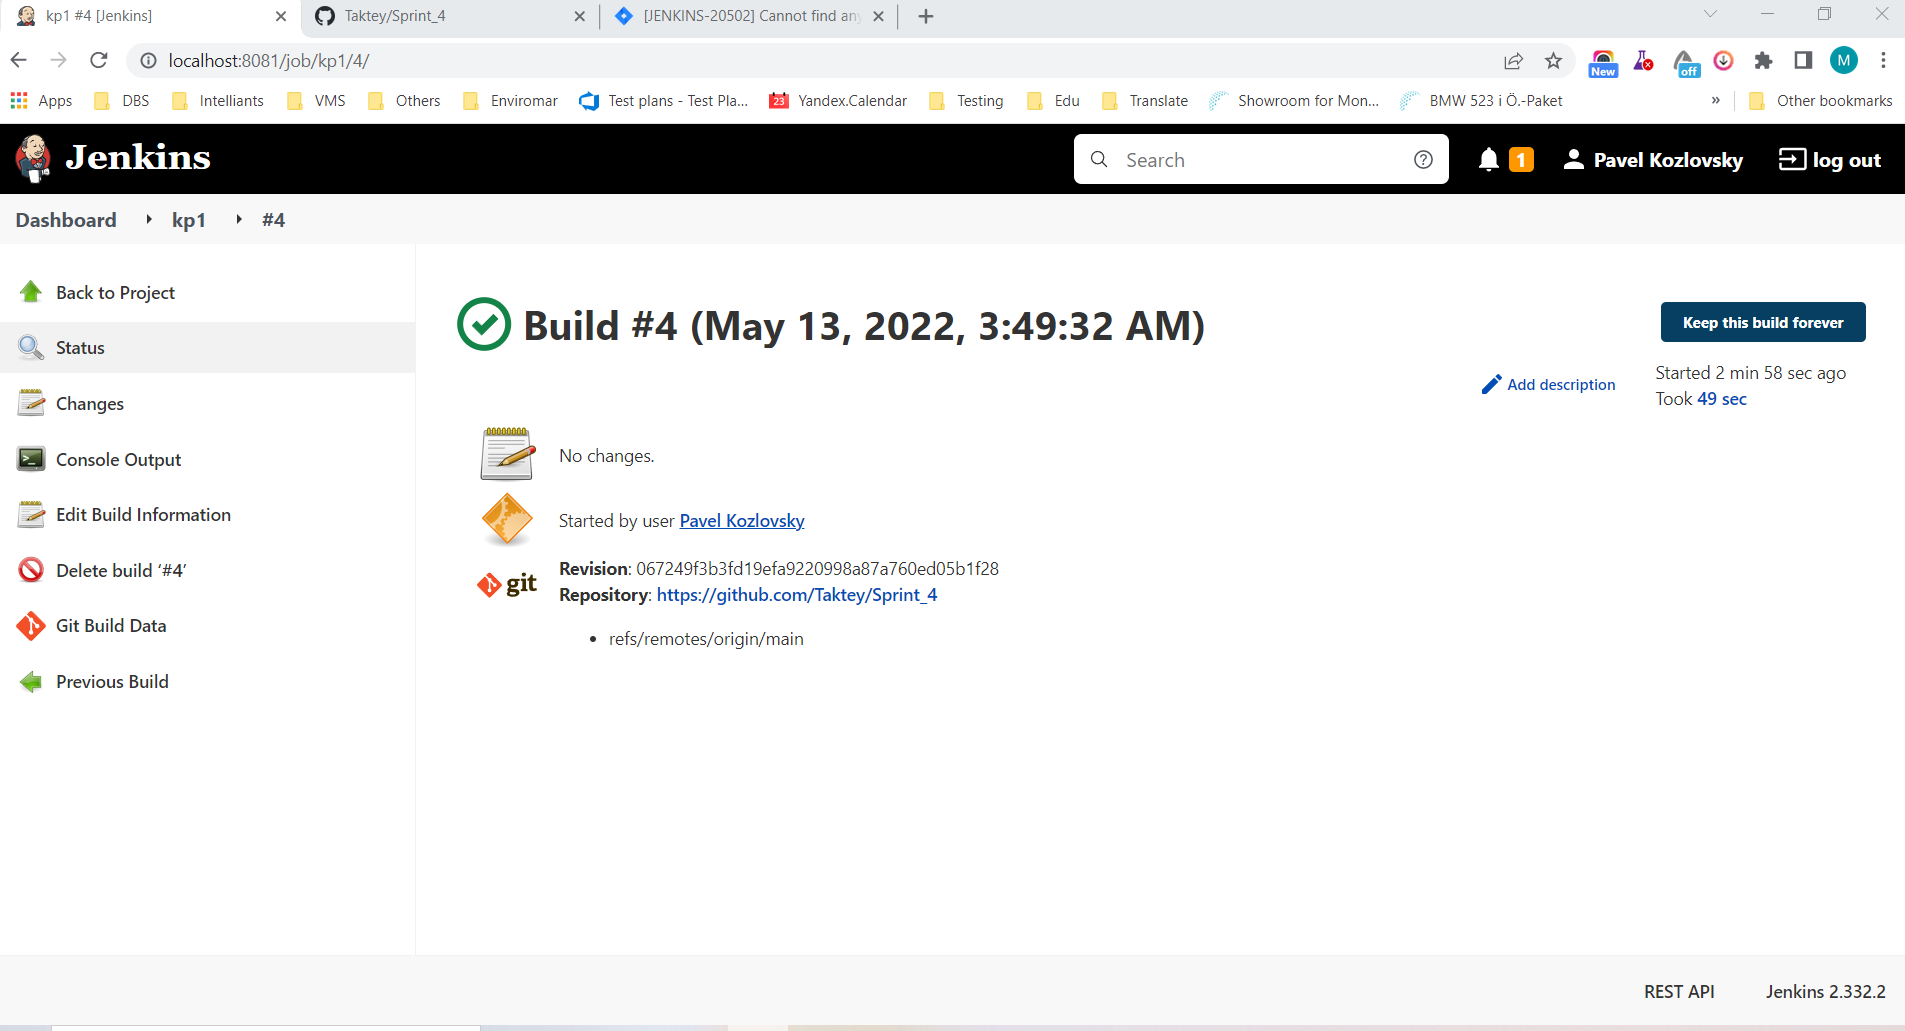 kp1 #4 [Jenkins]
Taktey/Sprint_4
[JENKINS-20502] Cannot find any
localhost:8081/job/kp1/4/
New
off
M
Apps
DBS
Intelliants
VMS
Others
Enviromar
Test plans - Test Pla...
23
Yandex.Calendar
Testing
Edu
Translate
Showroom for Mon...
BMW 523 i Ö.-Paket
»
Other bookmarks
Jenkins
Search
1
Pavel Kozlovsky
log out
Dashboard
kp1
#4
Back to Project
Status
Changes
Console Output
Edit Build Information
Delete build ‘#4’
Git Build Data
Previous Build
Build #4 (May 13, 2022, 3:49:32 AM)
Keep this build forever
Add description
Started 2 min 58 sec ago
Took 49 sec
No changes.
Started by user Pavel Kozlovsky
git
Revision: 067249f3b3fd19efa9220998a87a760ed05b1f28
Repository: https://github.com/Taktey/Sprint_4
• refs/remotes/origin/main
REST API
Jenkins 2.332.2